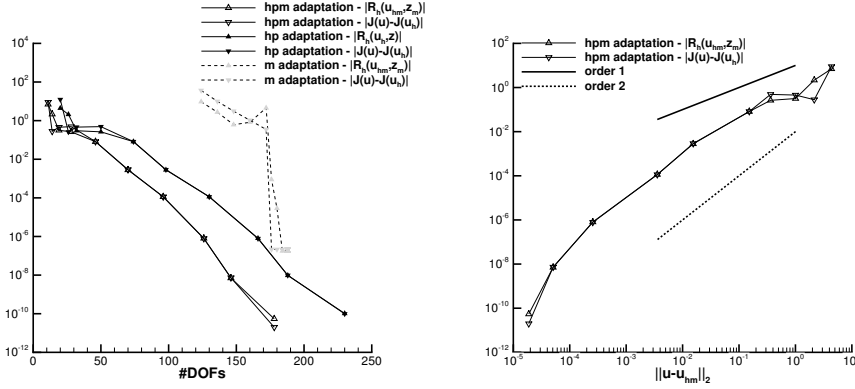 hpm adaptation - |R_h(u_hm,z_m)|
hpm adaptation - |J(u)-J(u_h)|
hp adaptation - |R_h(u_h,z)|
hp adaptation - |J(u)-J(u_h)|
m adaptation - |R_h(u_hm,z_m)|
m adaptation - |J(u)-J(u_h)|
10^4
10^2
10^0
10^-2
10^-4
10^-6
10^-8
10^-10
10^-12
0 50 100 150 200 250
#DOFs
hpm adaptation - |R_h(u_hm,z_m)|
hpm adaptation - |J(u)-J(u_h)|
order 1
order 2
10^2
10^0
10^-2
10^-4
10^-6
10^-8
10^-10
10^-12
10^-5 10^-4 10^-3 10^-2 10^-1 10^0 10^1
||u-u_hm||_2